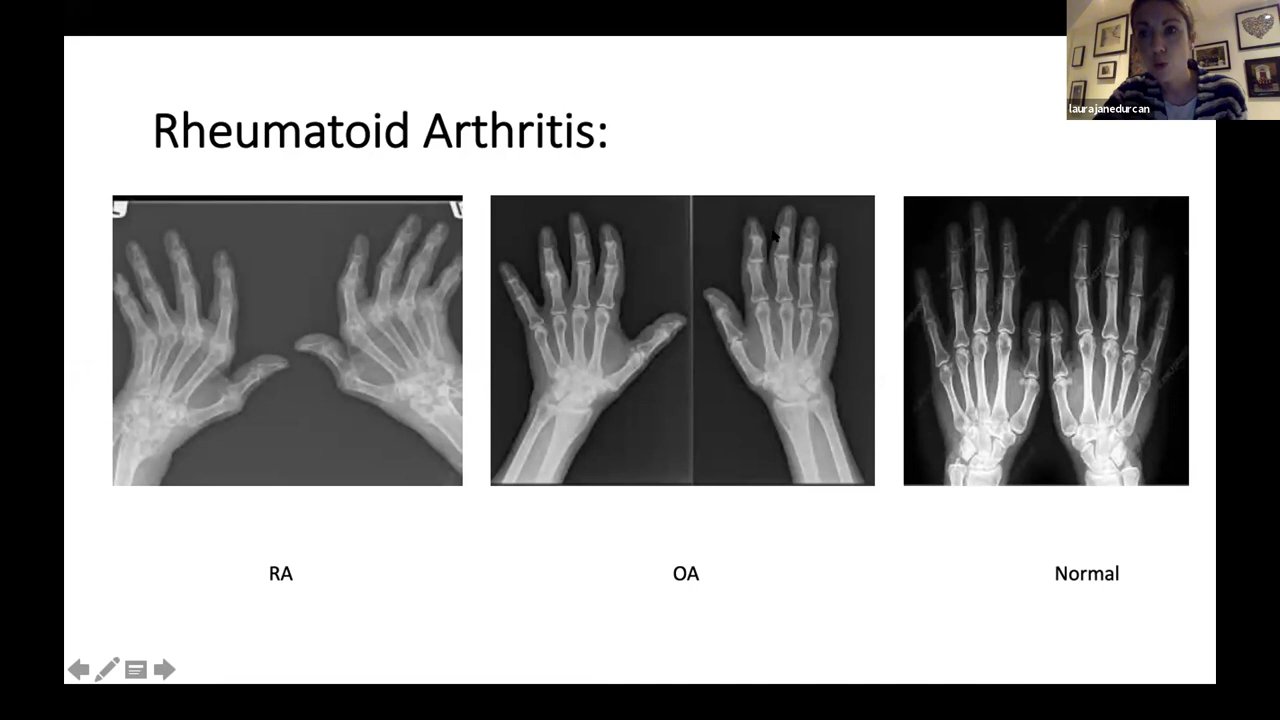 Rheumatoid Arthritis:
laurajanedurcan
RA
OA
Normal